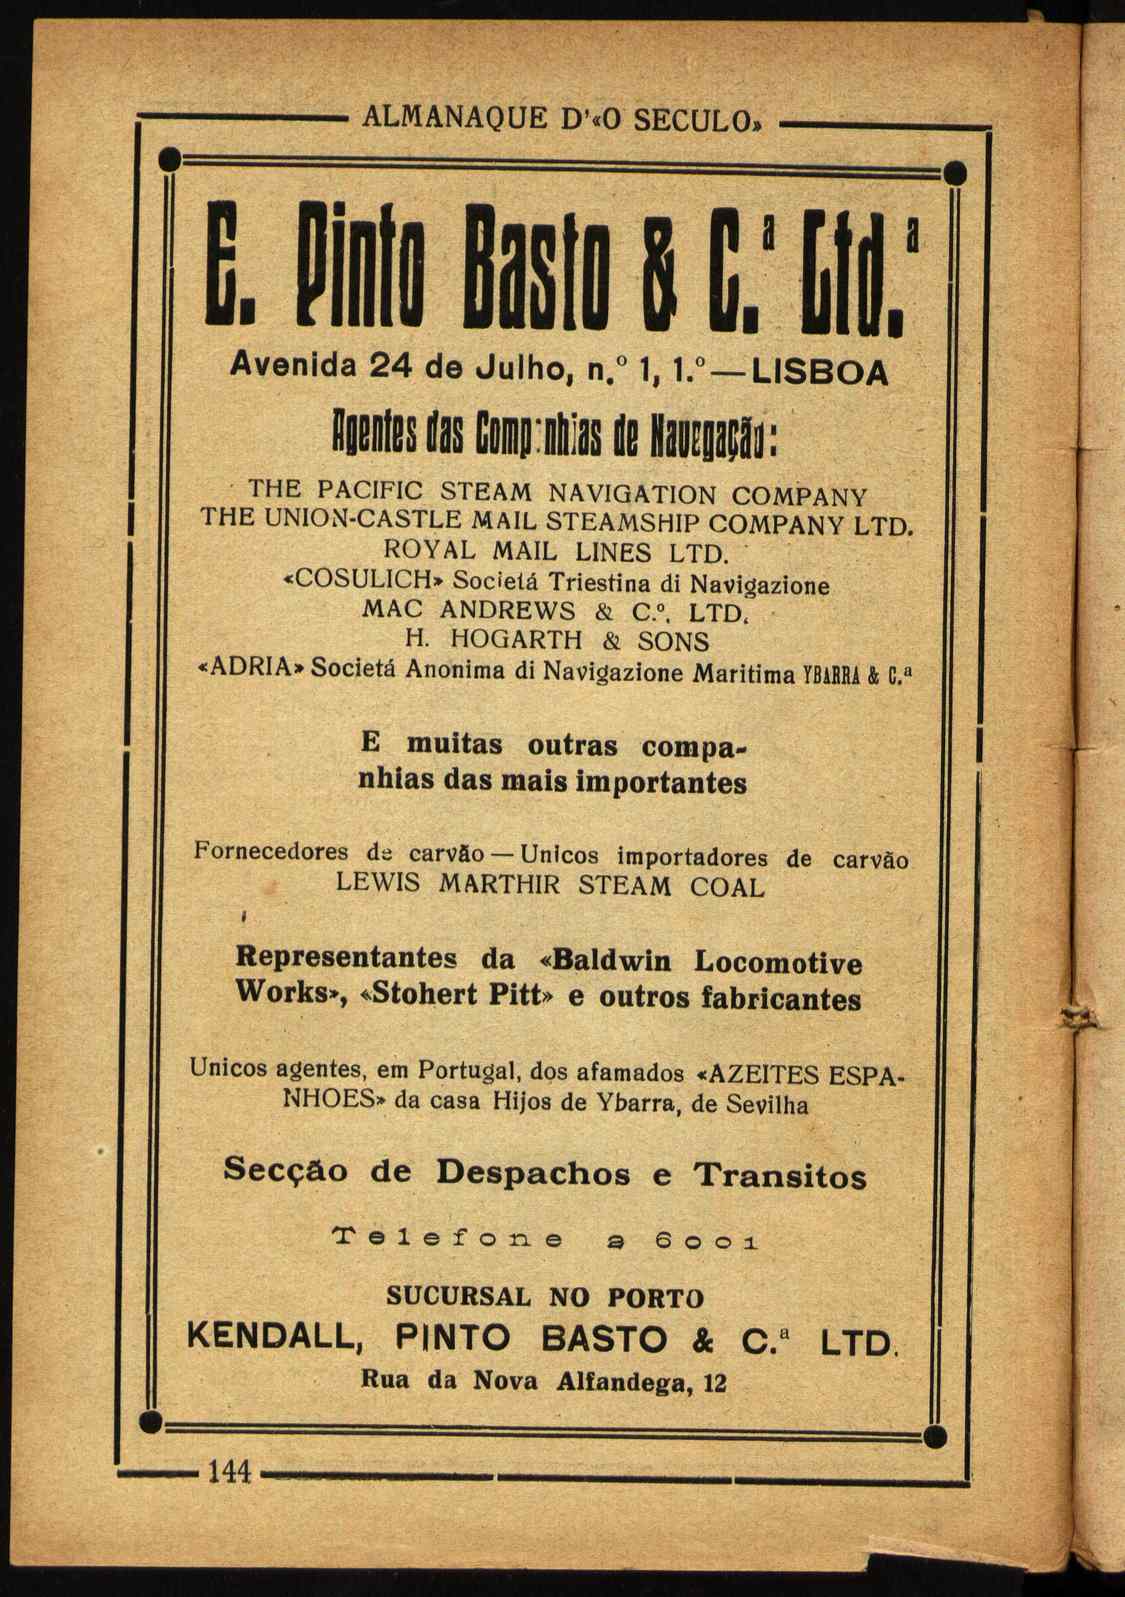 ALMANAQUE D'«O SECULO»
E. Pinto Basto & C.ª Ltd.ª
Avenida 24 de Julho, n.º 1, 1.º — LISBOA
Agentes das Companhias de Navegação:
THE PACIFIC STEAM NAVIGATION COMPANY
THE UNION-CASTLE MAIL STEAMSHIP COMPANY LTD.
ROYAL MAIL LINES LTD.
«COSULICH» Societá Triestina di Navigazione
MAC ANDREWS & C.º. LTD.
H. HOGARTH & SONS
«ADRIA» Societá Anonima di Navigazione Maritima YBARRA & C.ª
E muitas outras compa-
nhias das mais importantes
Fornecedores de carvão — Unicos importadores de carvão
LEWIS MARTHIR STEAM COAL
Representantes da «Baldwin Locomotive
Works», «Stohert Pitt» e outros fabricantes
Unicos agentes, em Portugal, dos afamados «AZEITES ESPA-
NHOES» da casa Hijos de Ybarra, de Sevilha
Secção de Despachos e Transitos
Telefone 2 6001
SUCURSAL NO PORTO
KENDALL, PINTO BASTO & C.ª LTD.
Rua da Nova Alfandega, 12
144